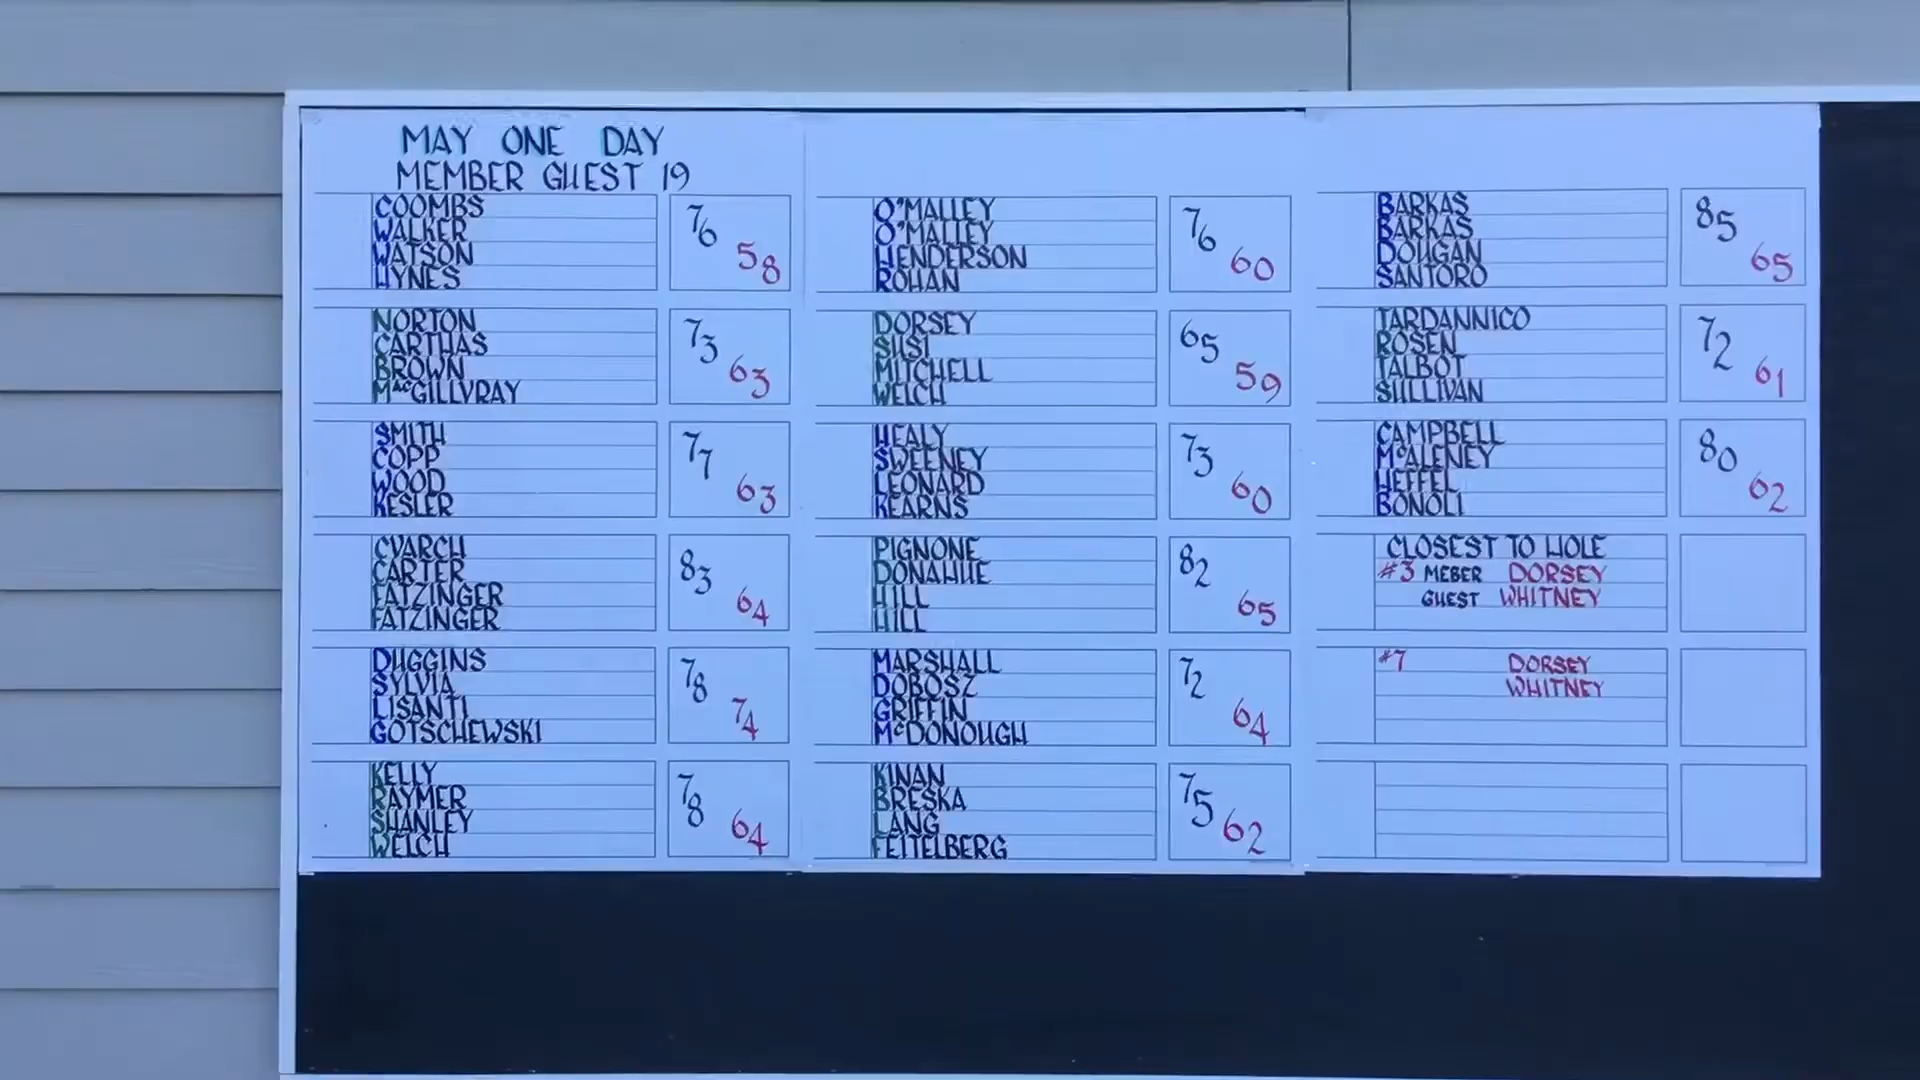 MAY ONE DAY
MEMBER GUEST 19
COOMBS
WALKER
WATSON
HYNES
76
58
NORTON
CARTHAS
BROWN
MacGILLVRAY
73
63
SMITH
COPP
WOOD
KESLER
77
63
CVARCH
CARTER
FATZINGER
FATZINGER
83
64
DUGGINS
SYLVIA
LISANTI
GOTSCHEWSKI
78
74
KELLY
RAYMER
SHANLEY
WELCH
78
64
O'MALLEY
O'MALLEY
HENDERSON
ROHAN
76
60
DORSEY
SUSI
MITCHELL
WELCH
65
59
HEALY
SWEENEY
LEONARD
KEARNS
73
60
PIGNONE
DONAHUE
HILL
HILL
82
65
MARSHALL
DOBOSZ
GRIFFIN
McDONOUGH
72
64
KINAN
BRESKA
LANG
FEITELBERG
75
62
BARKAS
BARKAS
DOUGAN
SANTORO
85
65
TARDANNICO
ROSEN
TALBOT
SULLIVAN
72
61
CAMPBELL
McALENEY
HEFFEL
BONOLI
80
62
CLOSEST TO HOLE
#3 MEBER DORSEY
GUEST WHITNEY
#7 DORSEY
WHITNEY